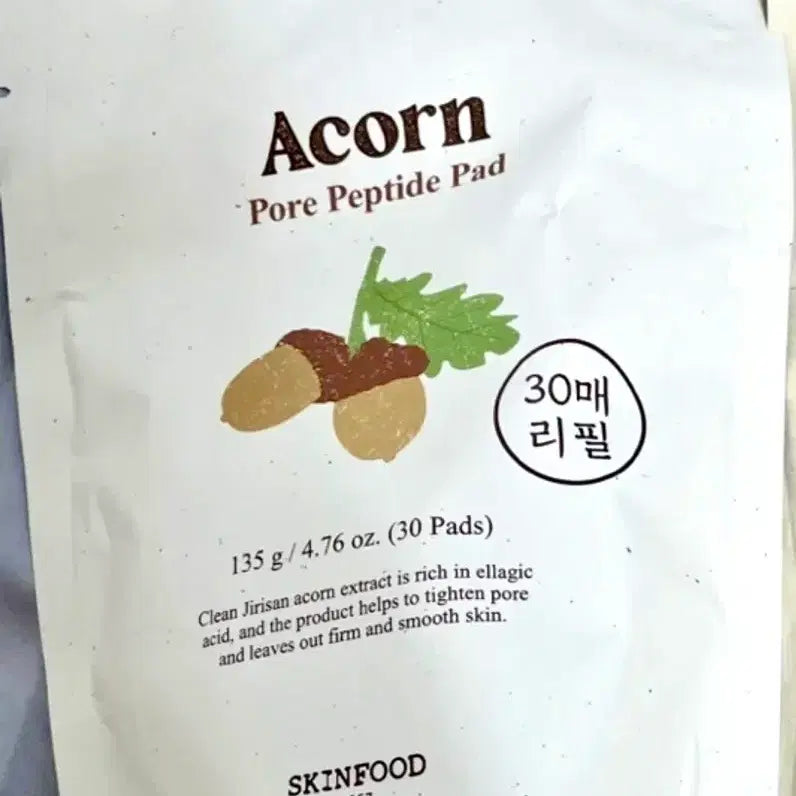 Acorn
Pore Peptide Pad
30매
리필
135 g / 4.76 oz. (30 Pads)
Clean Jirisan acorn extract is rich in ellagic
acid, and the product helps to tighten pore
and leaves out firm and smooth skin.
SKINFOOD